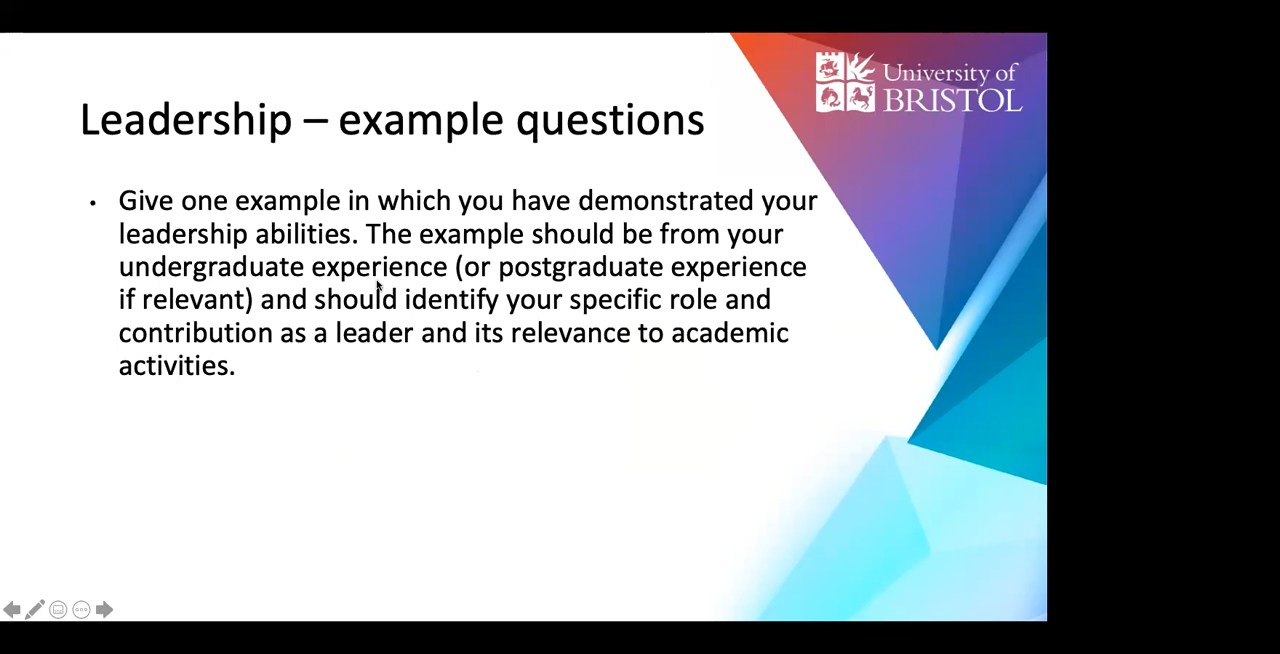 University of
BRISTOL
Leadership – example questions
• Give one example in which you have demonstrated your
leadership abilities. The example should be from your
undergraduate experience (or postgraduate experience
if relevant) and should identify your specific role and
contribution as a leader and its relevance to academic
activities.